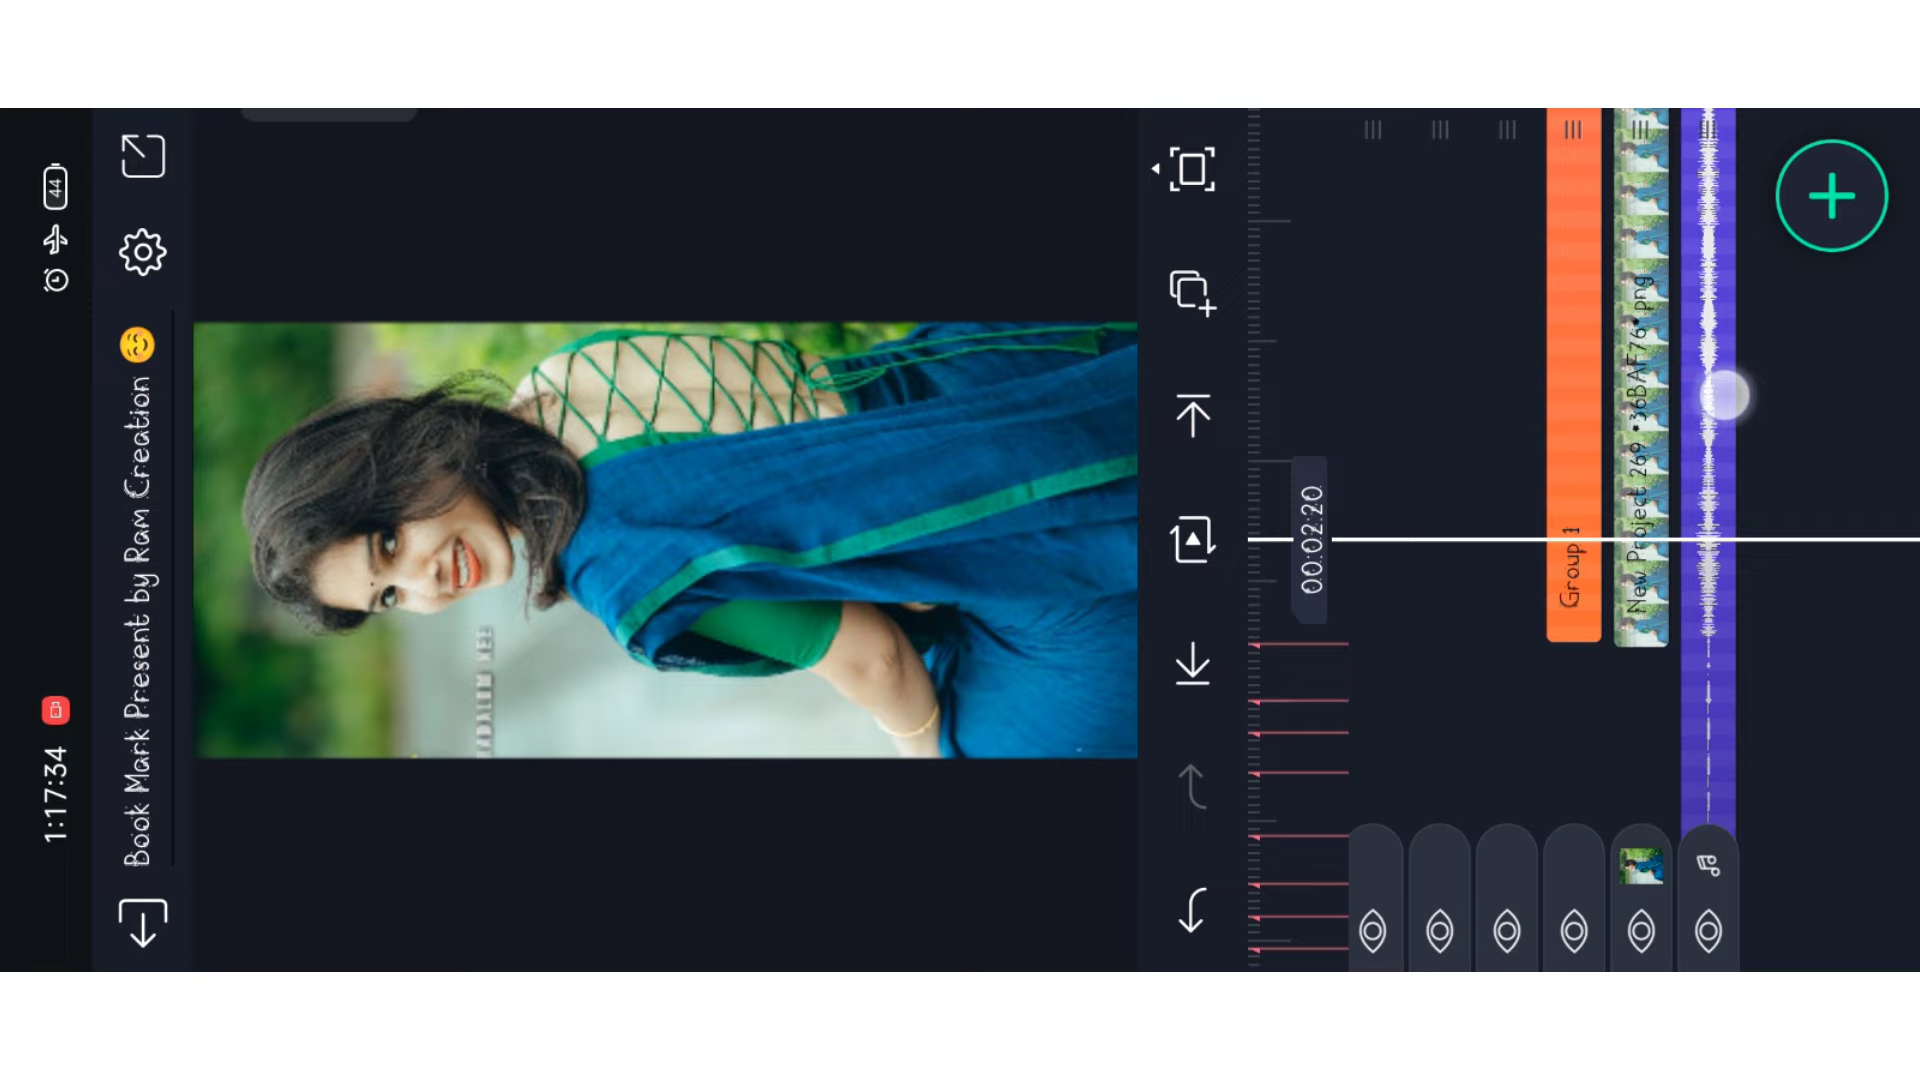 1:17:34
44
Book Mark Present by Ram Creation 😊
00:02:20
Group 1
New Project 269 •36BAF76• png